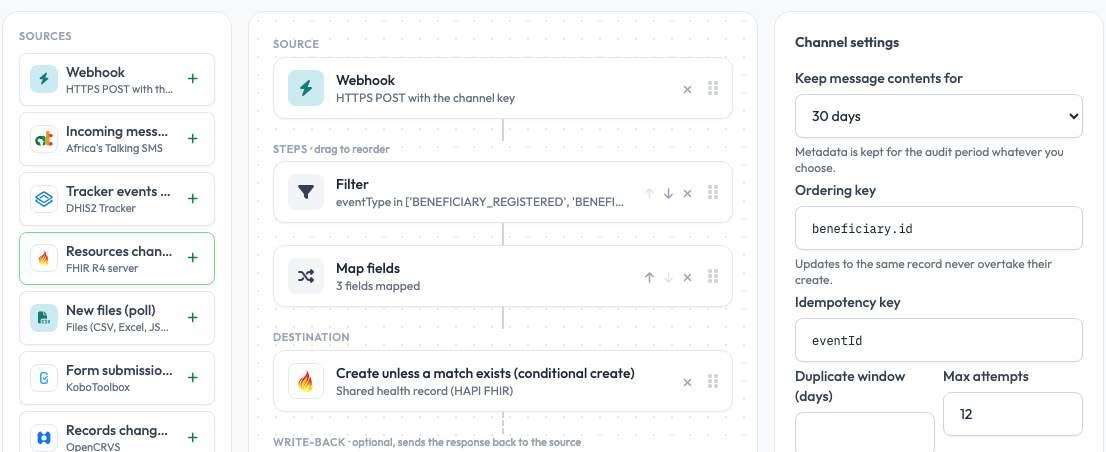 SOURCES
Webhook
HTTPS POST with th...
Incoming mess...
Africa's Talking SMS
Tracker events ...
DHIS2 Tracker
Resources chan...
FHIR R4 server
New files (poll)
Files (CSV, Excel, JS...
Form submissio...
KoboToolbox
Records chang...
OpenCRVS
SOURCE
Webhook
HTTPS POST with the channel key
STEPS · drag to reorder
Filter
eventType in ['BENEFICIARY_REGISTERED', 'BENEFI...
Map fields
3 fields mapped
DESTINATION
Create unless a match exists (conditional create)
Shared health record (HAPI FHIR)
WRITE-BACK · optional, sends the response back to the source
Channel settings
Keep message contents for
30 days
Metadata is kept for the audit period whatever you
choose.
Ordering key
beneficiary.id
Updates to the same record never overtake their
create.
Idempotency key
eventId
Duplicate window
(days)
Max attempts
12